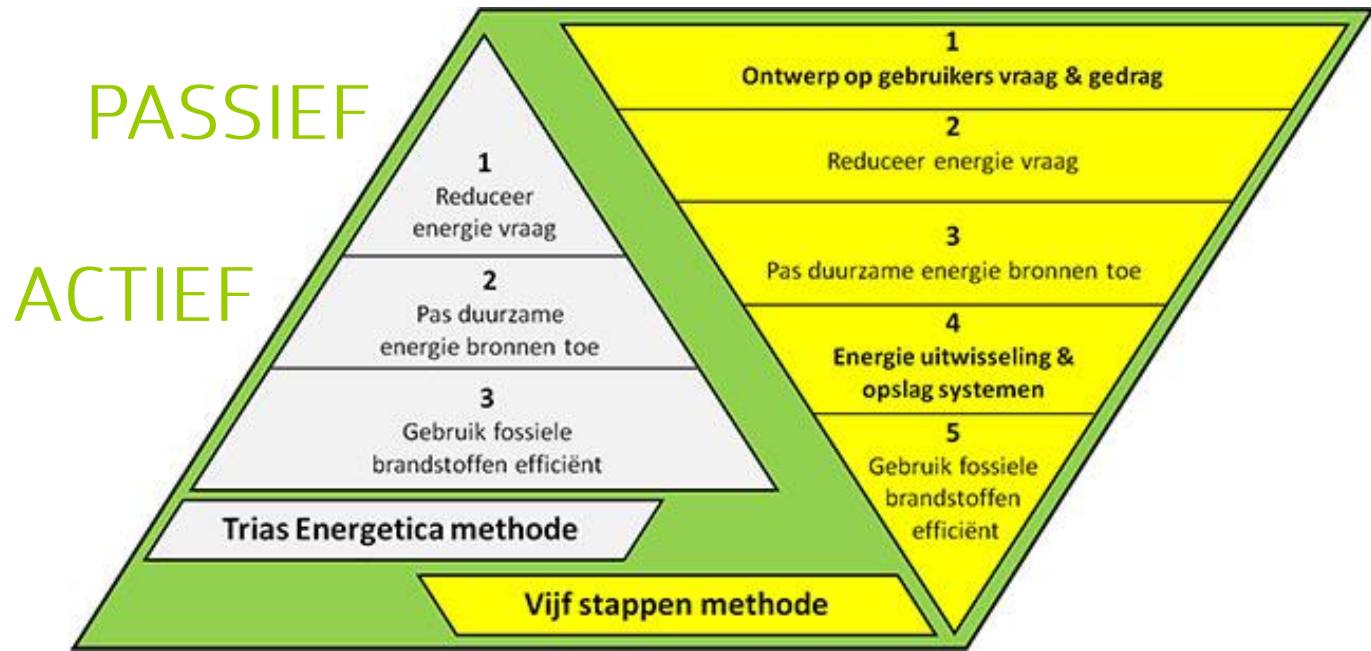 PASSIEF
ACTIEF
1
Reduceer
energie vraag
2
Pas duurzame
energie bronnen toe
3
Gebruik fossiele
brandstoffen efficiënt
Trias Energetica methode
1
Ontwerp op gebruikers vraag & gedrag
2
Reduceer energie vraag
3
Pas duurzame energie bronnen toe
4
Energie uitwisseling &
opslag systemen
5
Gebruik fossiele
brandstoffen
efficiënt
Vijf stappen methode